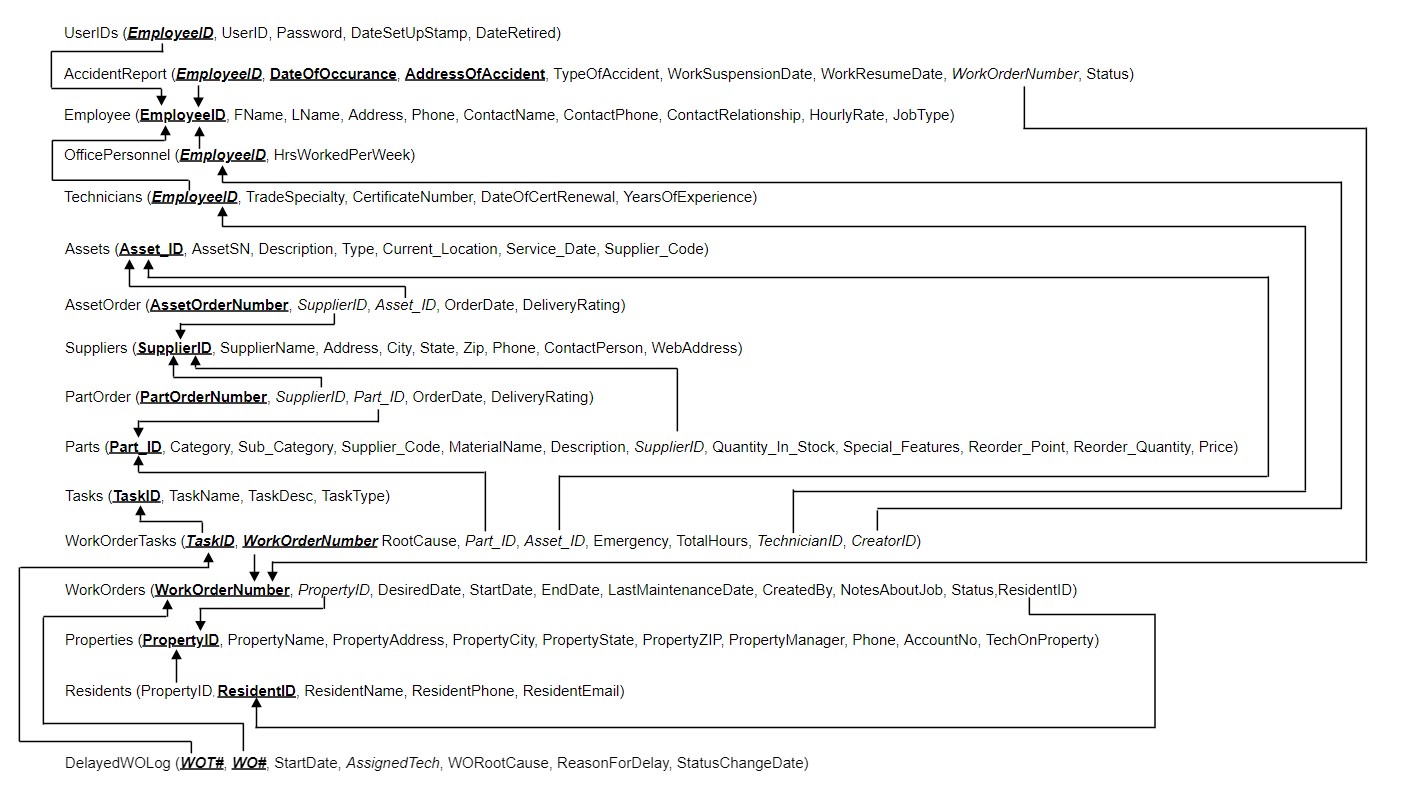 UserIDs (EmployeeID, UserID, Password, DateSetUpStamp, DateRetired)
AccidentReport (EmployeeID, DateOfOccurance, AddressOfAccident, TypeOfAccident, WorkSuspensionDate, WorkResumeDate, WorkOrderNumber, Status)
Employee (EmployeeID, FName, LName, Address, Phone, ContactName, ContactPhone, ContactRelationship, HourlyRate, JobType)
OfficePersonnel (EmployeeID, HrsWorkedPerWeek)
Technicians (EmployeeID, TradeSpecialty, CertificateNumber, DateOfCertRenewal, YearsOfExperience)
Assets (Asset_ID, AssetSN, Description, Type, Current_Location, Service_Date, Supplier_Code)
AssetOrder (AssetOrderNumber, SupplierID, Asset_ID, OrderDate, DeliveryRating)
Suppliers (SupplierID, SupplierName, Address, City, State, Zip, Phone, ContactPerson, WebAddress)
PartOrder (PartOrderNumber, SupplierID, Part_ID, OrderDate, DeliveryRating)
Parts (Part_ID, Category, Sub_Category, Supplier_Code, MaterialName, Description, SupplierID, Quantity_In_Stock, Special_Features, Reorder_Point, Reorder_Quantity, Price)
Tasks (TaskID, TaskName, TaskDesc, TaskType)
WorkOrderTasks (TaskID, WorkOrderNumber RootCause, Part_ID, Asset_ID, Emergency, TotalHours, TechnicianID, CreatorID)
WorkOrders (WorkOrderNumber, PropertyID, DesiredDate, StartDate, EndDate, LastMaintenanceDate, CreatedBy, NotesAboutJob, Status,ResidentID)
Properties (PropertyID, PropertyName, PropertyAddress, PropertyCity, PropertyState, PropertyZIP, PropertyManager, Phone, AccountNo, TechOnProperty)
Residents (PropertyID, ResidentID, ResidentName, ResidentPhone, ResidentEmail)
DelayedWOLog (WOT#, WO#, StartDate, AssignedTech, WORootCause, ReasonForDelay, StatusChangeDate)